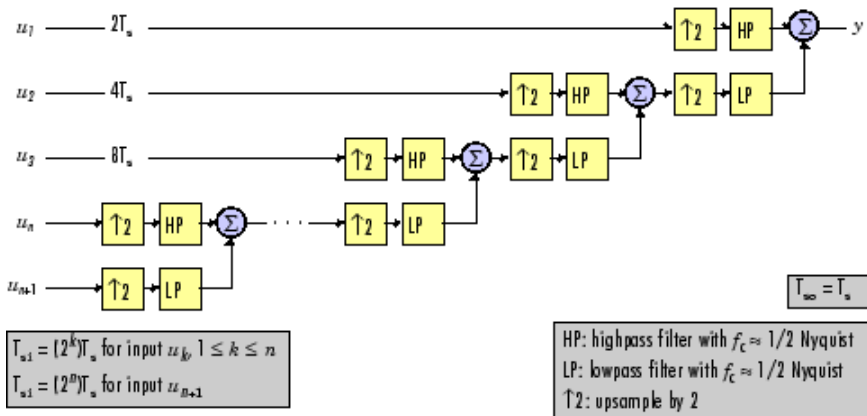 u₁ 2Tₛ ↑2 HP Σ y
u₂ 4Tₛ ↑2 HP Σ ↑2 LP
u₃ 8Tₛ ↑2 HP Σ ↑2 LP
uₙ ↑2 HP Σ · · · ↑2 LP
uₙ₊₁ ↑2 LP
Tₛₒ = Tₛ
Tₛᵢ = (2ᵏ)Tₛ for input uₖ, 1 ≤ k ≤ n
Tₛᵢ = (2ⁿ)Tₛ for input uₙ₊₁
HP: highpass filter with f_c ≈ 1/2 Nyquist
LP: lowpass filter with f_c ≈ 1/2 Nyquist
↑2: upsample by 2